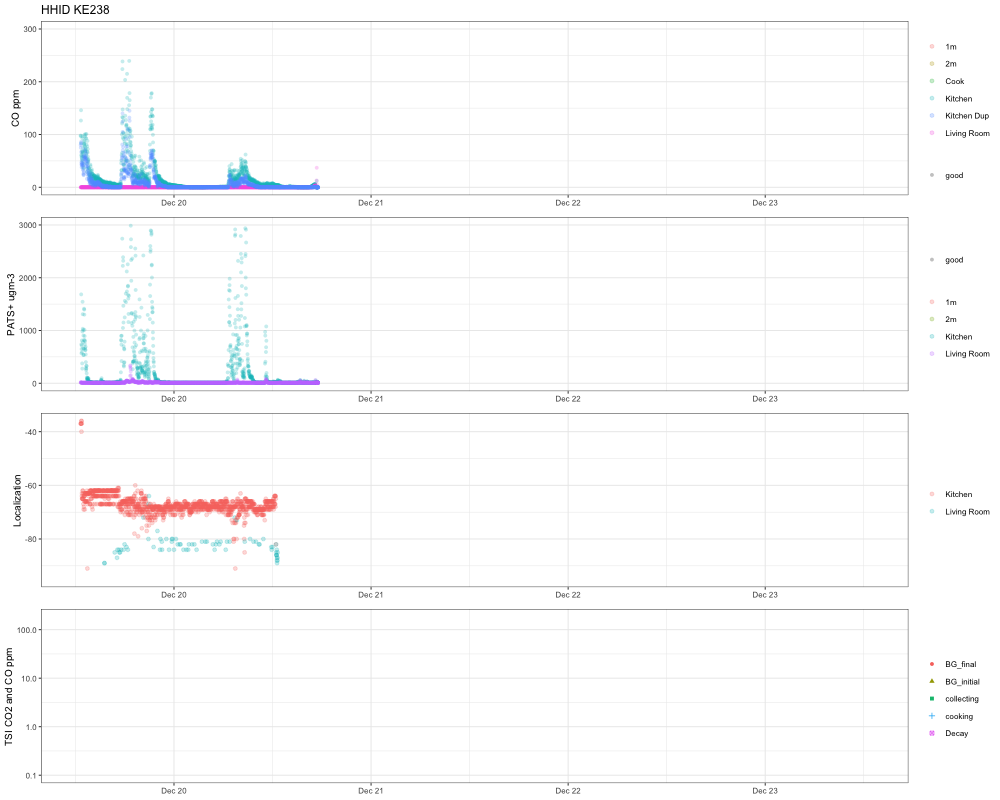 HHID KE238
CO ppm
300
200
100
0
Dec 20
Dec 21
Dec 22
Dec 23
1m
2m
Cook
Kitchen
Kitchen Dup
Living Room
good
PATS+ ugm-3
3000
2000
1000
0
Dec 20
Dec 21
Dec 22
Dec 23
good
1m
2m
Kitchen
Living Room
Localization
-40
-60
-80
Dec 20
Dec 21
Dec 22
Dec 23
Kitchen
Living Room
TSI CO2 and CO ppm
100.0
10.0
1.0
0.1
Dec 20
Dec 21
Dec 22
Dec 23
BG_final
BG_initial
collecting
cooking
Decay